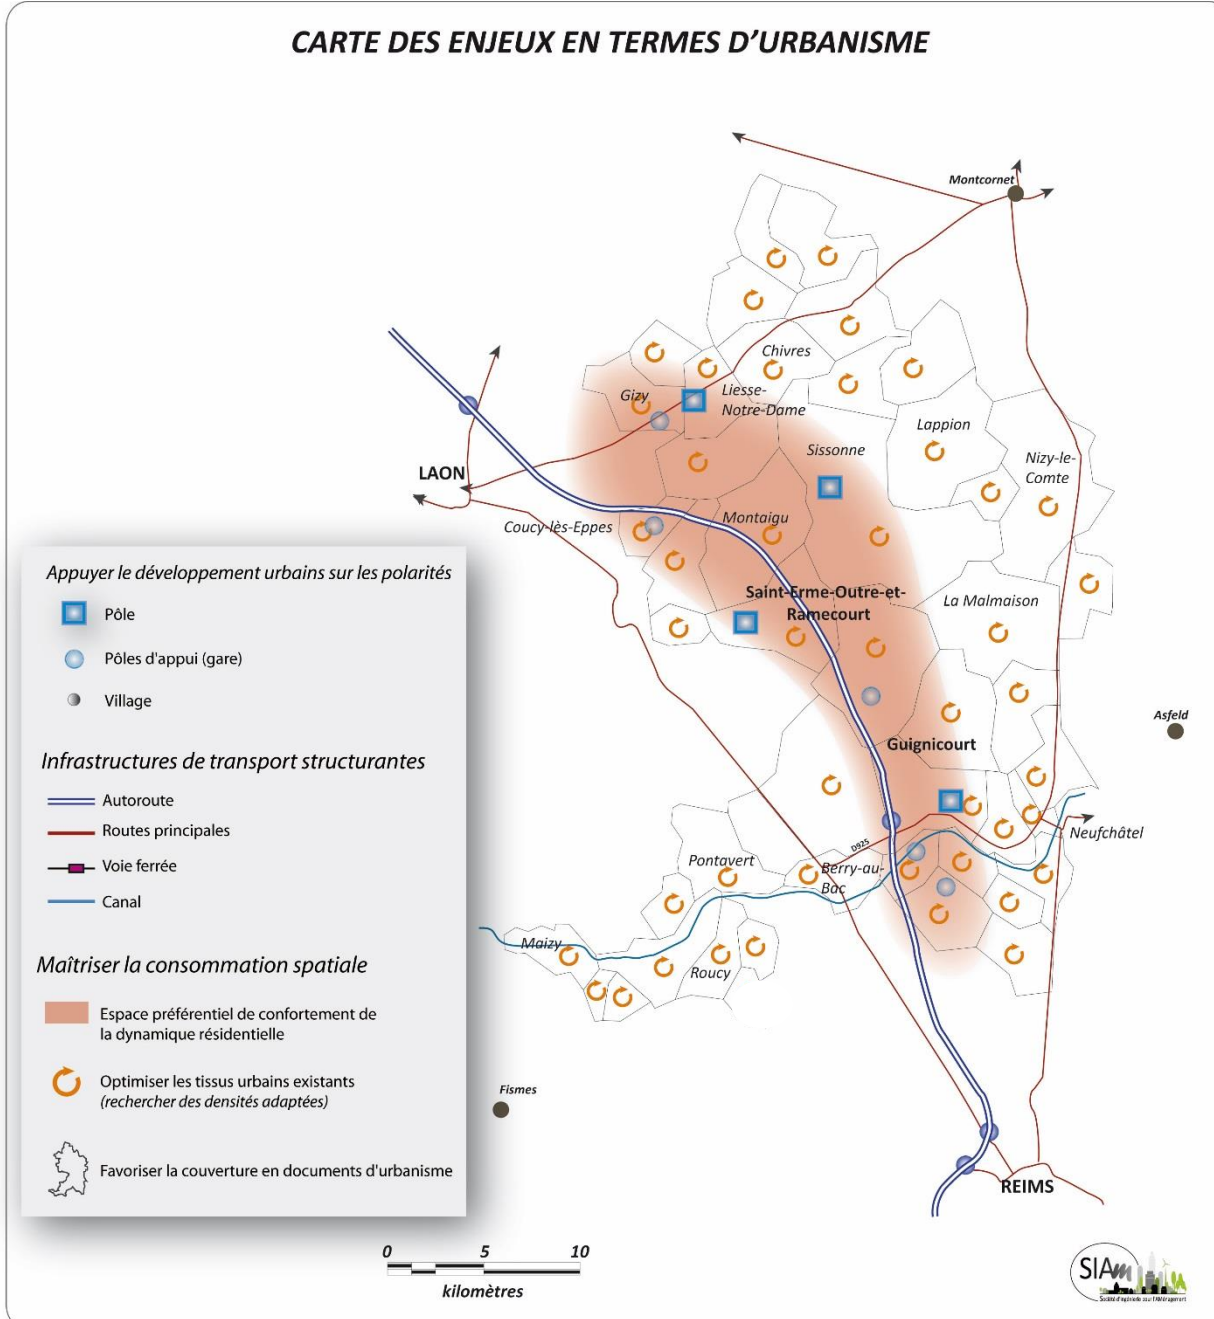 CARTE DES ENJEUX EN TERMES D'URBANISME
Montcornet
Chivres
Gizy
Liesse-
Notre-Dame
Lappion
Sissonne
Nizy-le-
Comte
LAON
Montaigu
Coucy-lès-Eppes
Saint-Erme-Outre-et-
Ramecourt
La Malmaison
Asfeld
Guignicourt
Neufchâtel
D925
Pontavert
Berry-au-
Bac
Maizy
Roucy
Fismes
REIMS
Appuyer le développement urbains sur les polarités
Pôle
Pôles d'appui (gare)
Village
Infrastructures de transport structurantes
Autoroute
Routes principales
Voie ferrée
Canal
Maîtriser la consommation spatiale
Espace préférentiel de confortement de
la dynamique résidentielle
Optimiser les tissus urbains existants
(rechercher des densités adaptées)
Favoriser la couverture en documents d'urbanisme
0 5 10
kilomètres
SIAm
Société d'Ingénierie pour l'AMénagement